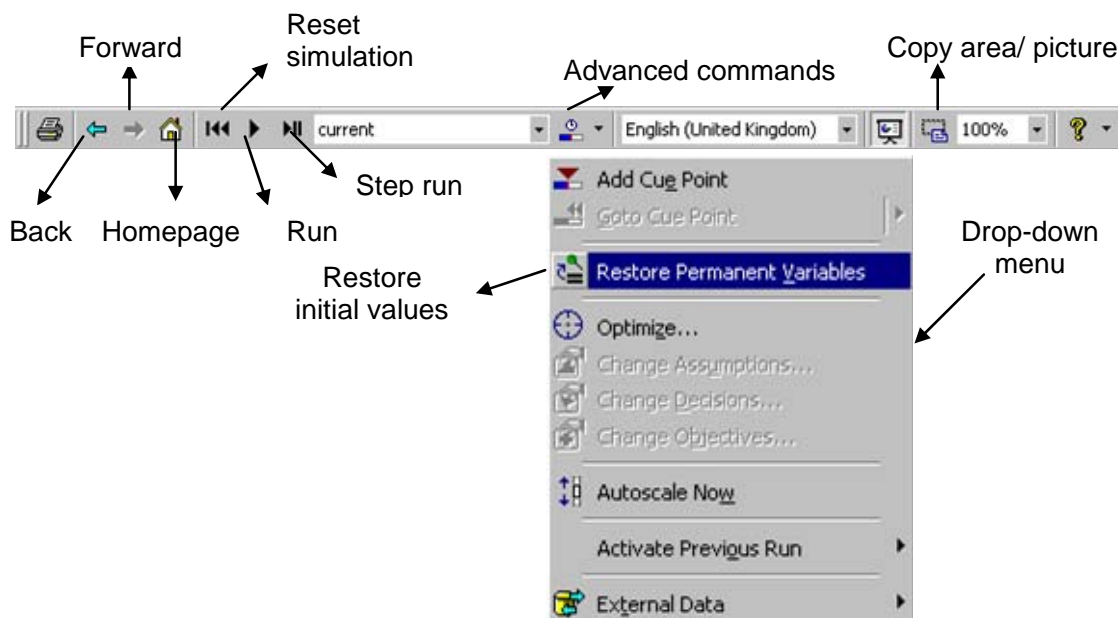 Reset
simulation
Forward
Copy area/ picture
Advanced commands
current
English (United Kingdom)
100%
Step run
Back
Homepage
Run
Add Cue Point
Goto Cue Point
Drop-down
menu
Restore
initial values
Restore Permanent Variables
Optimize...
Change Assumptions...
Change Decisions...
Change Objectives...
Autoscale Now
Activate Previous Run
External Data